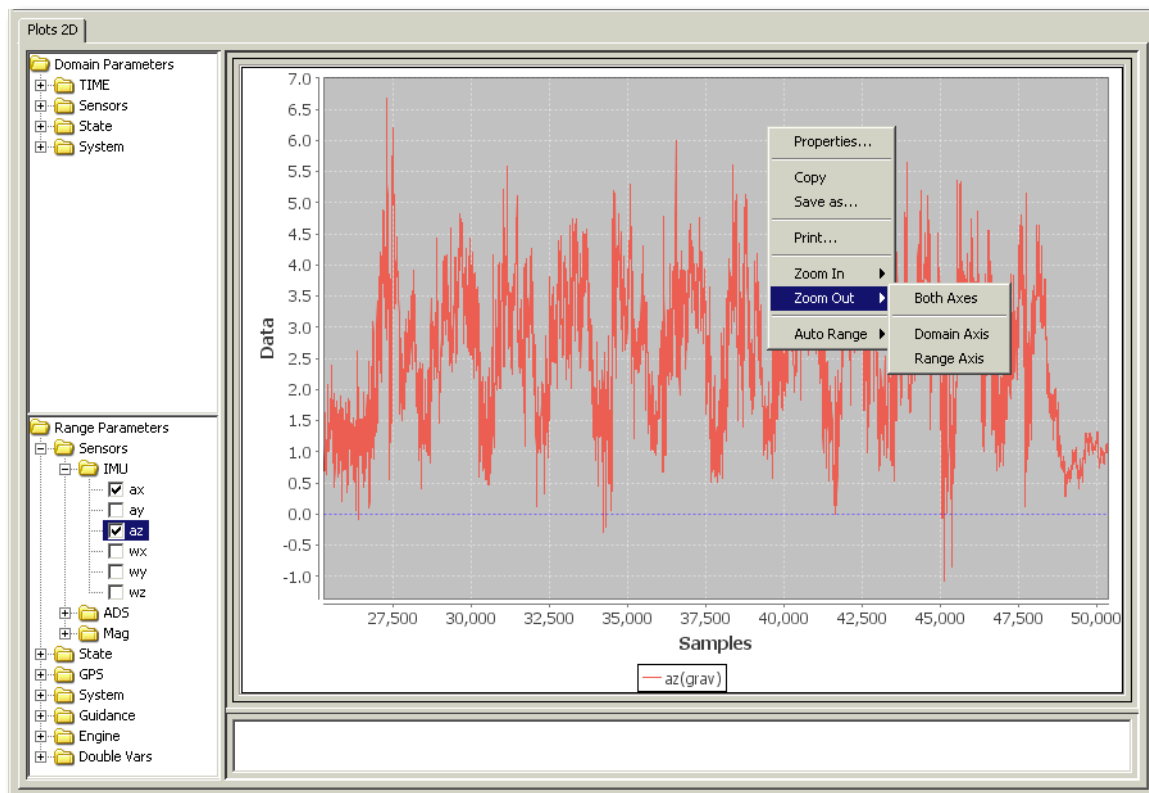 Plots 2D
Domain Parameters
TIME
Sensors
State
System
Range Parameters
Sensors
IMU
ax
ay
az
wx
wy
wz
ADS
Mag
State
GPS
System
Guidance
Engine
Double Vars
7.0
6.5
6.0
5.5
5.0
4.5
4.0
3.5
3.0
2.5
2.0
1.5
1.0
0.5
0.0
-0.5
-1.0
Data
27,500 30,000 32,500 35,000 37,500 40,000 42,500 45,000 47,500 50,000
Samples
az(grav)
Properties...
Copy
Save as...
Print...
Zoom In
Zoom Out
Auto Range
Both Axes
Domain Axis
Range Axis